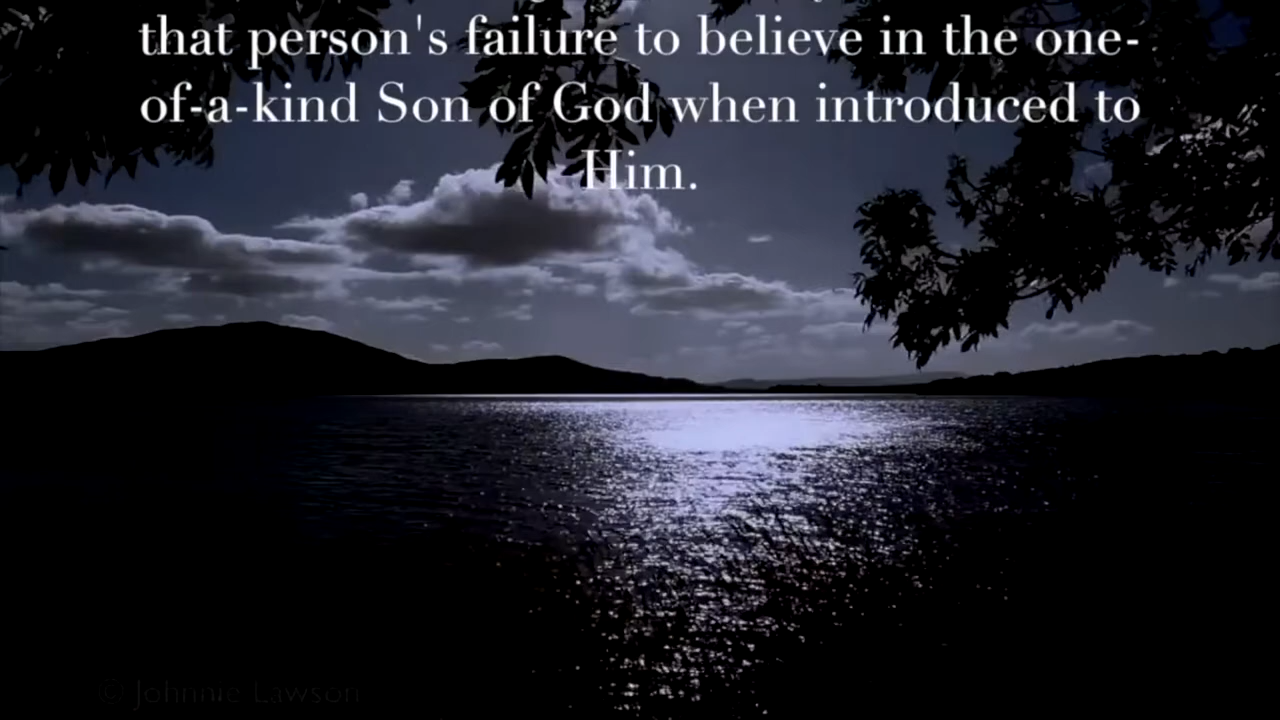 that person's failure to believe in the one-
of-a-kind Son of God when introduced to
Him.
© Johnnie Lawson